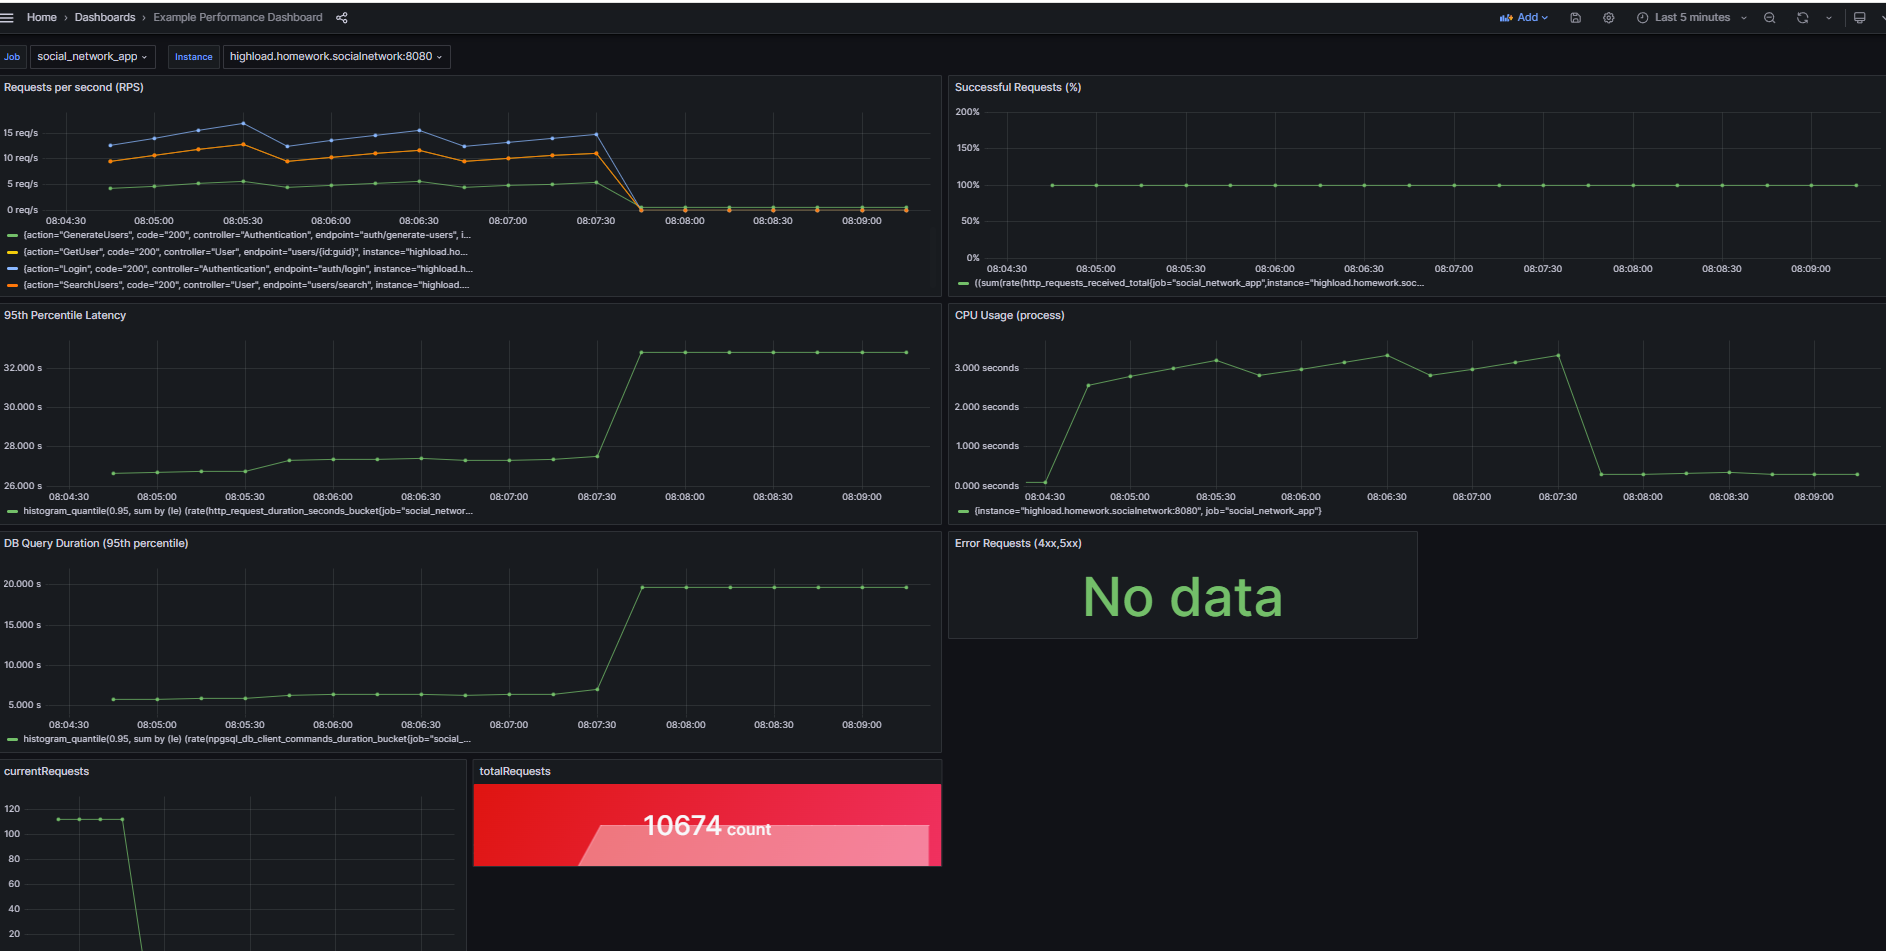 Home › Dashboards › Example Performance Dashboard
Add
Last 5 minutes
Job social_network_app Instance highload.homework.socialnetwork:8080
Requests per second (RPS)
15 req/s
10 req/s
5 req/s
0 req/s
08:04:30 08:05:00 08:05:30 08:06:00 08:06:30 08:07:00 08:07:30 08:08:00 08:08:30 08:09:00
{action="GenerateUsers", code="200", controller="Authentication", endpoint="auth/generate-users", i...
{action="GetUser", code="200", controller="User", endpoint="users/{id:guid}", instance="highload.ho...
{action="Login", code="200", controller="Authentication", endpoint="auth/login", instance="highload.h...
{action="SearchUsers", code="200", controller="User", endpoint="users/search", instance="highload....
Successful Requests (%)
200%
150%
100%
50%
0%
08:04:30 08:05:00 08:05:30 08:06:00 08:06:30 08:07:00 08:07:30 08:08:00 08:08:30 08:09:00
((sum(rate(http_requests_received_total{job="social_network_app",instance="highload.homework.soc...
95th Percentile Latency
32.000 s
30.000 s
28.000 s
26.000 s
08:04:30 08:05:00 08:05:30 08:06:00 08:06:30 08:07:00 08:07:30 08:08:00 08:08:30 08:09:00
histogram_quantile(0.95, sum by (le) (rate(http_request_duration_seconds_bucket{job="social_networ...
CPU Usage (process)
3.000 seconds
2.000 seconds
1.000 seconds
0.000 seconds
08:04:30 08:05:00 08:05:30 08:06:00 08:06:30 08:07:00 08:07:30 08:08:00 08:08:30 08:09:00
{instance="highload.homework.socialnetwork:8080", job="social_network_app"}
DB Query Duration (95th percentile)
20.000 s
15.000 s
10.000 s
5.000 s
08:04:30 08:05:00 08:05:30 08:06:00 08:06:30 08:07:00 08:07:30 08:08:00 08:08:30 08:09:00
histogram_quantile(0.95, sum by (le) (rate(npgsql_db_client_commands_duration_bucket{job="social_...
Error Requests (4xx,5xx)
No data
currentRequests
120
100
80
60
40
20
totalRequests
10674 count